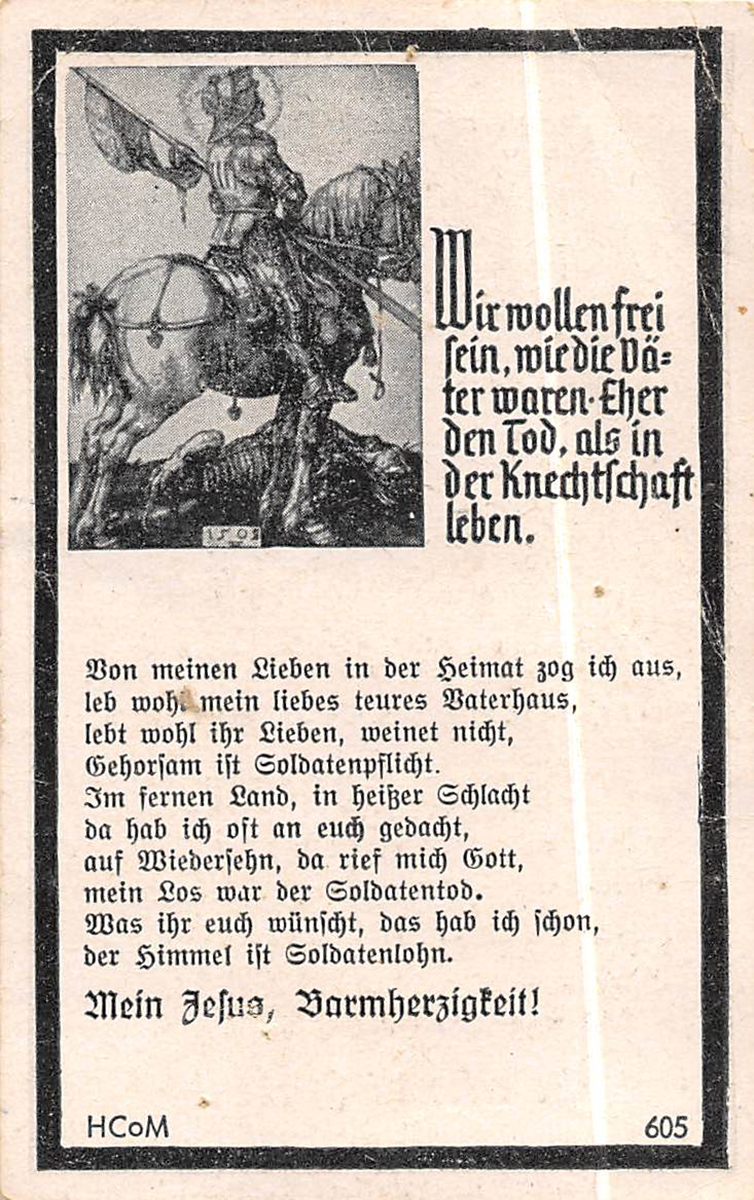 1508
Wir wollen frei
sein, wie die Vä=
ter waren · Eher
den Tod, als in
der Knechtschaft
leben.
Von meinen Lieben in der Heimat zog ich aus,
leb wohl mein liebes teures Vaterhaus,
lebt wohl ihr Lieben, weinet nicht,
Gehorsam ist Soldatenpflicht.
Im fernen Land, in heißer Schlacht
da hab ich oft an euch gedacht,
auf Wiedersehn, da rief mich Gott,
mein Los war der Soldatentod.
Was ihr euch wünscht, das hab ich schon,
der Himmel ist Soldatenlohn.
Mein Jesus, Barmherzigkeit!
HCoM 605